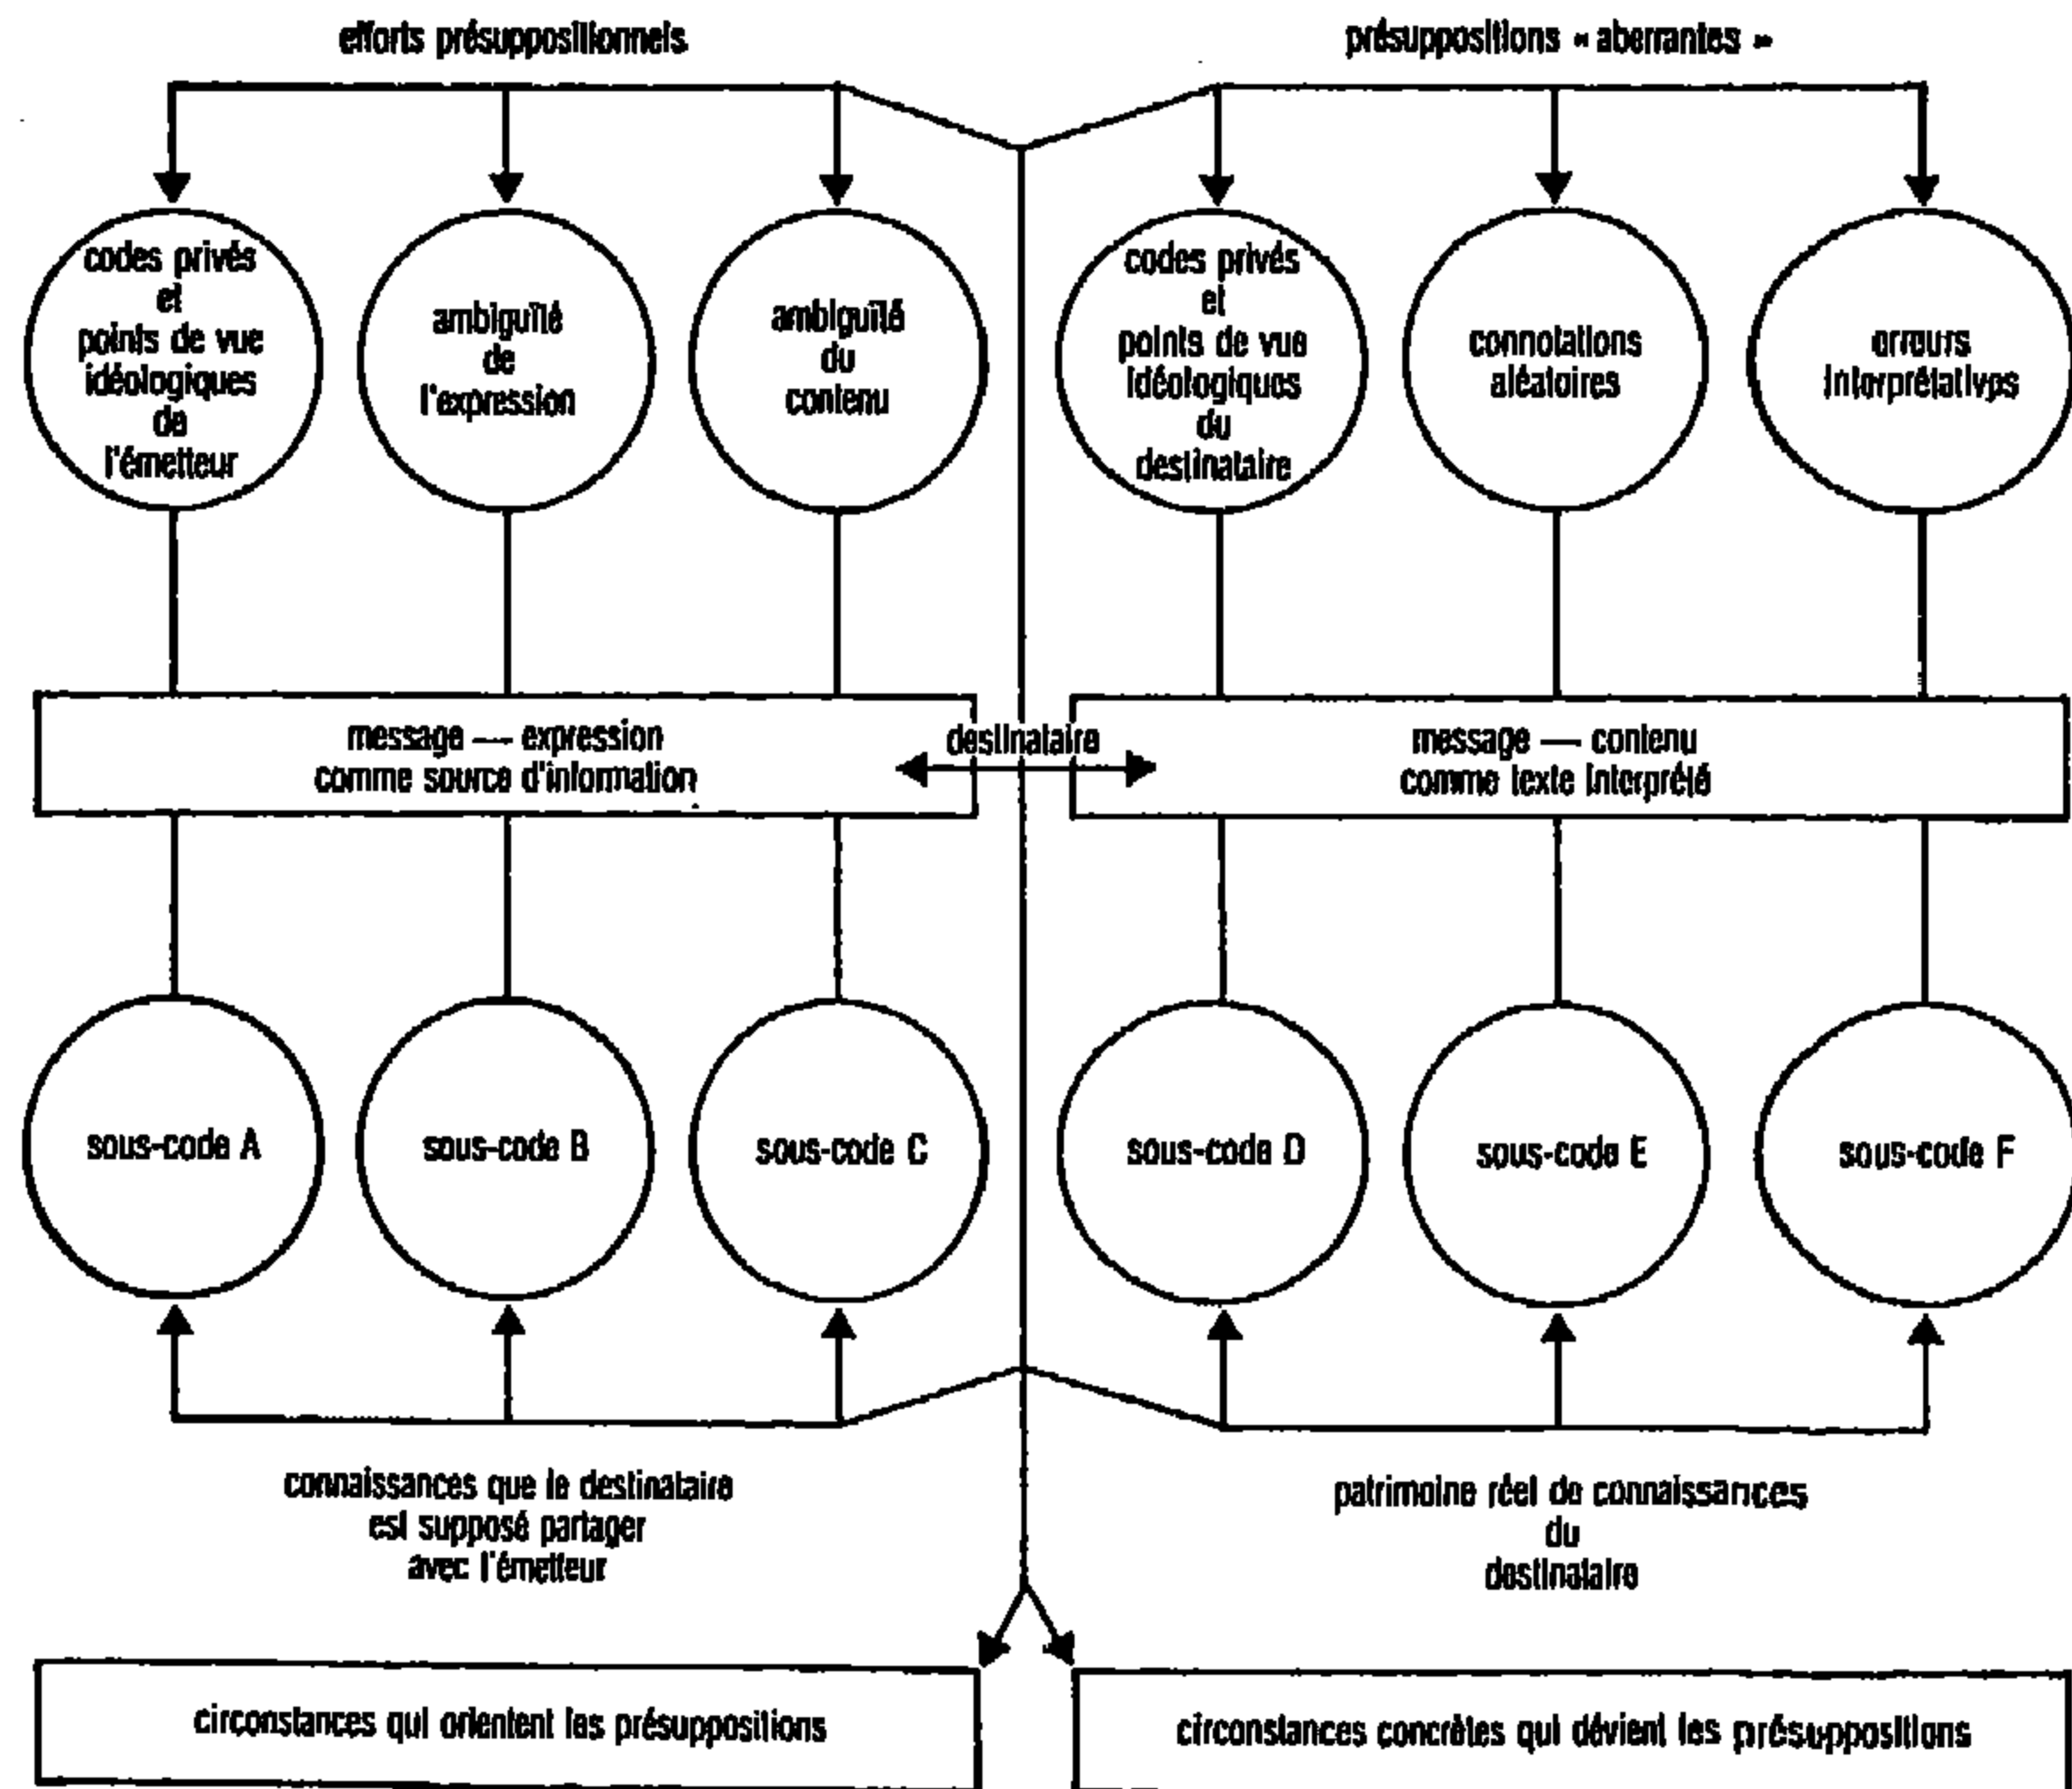 efforts présuppositionnels
présuppositions « aberrantes »
codes privés
et
points de vue
idéologiques
de
l'émetteur
ambiguïté
de
l'expression
ambiguïté
du
contenu
codes privés
et
points de vue
idéologiques
du
destinataire
connotations
aléatoires
erreurs
interprétatives
message — expression
comme source d'information
destinataire
message — contenu
comme texte interprété
sous-code A
sous-code B
sous-code C
sous-code D
sous-code E
sous-code F
connaissances que le destinataire
est supposé partager
avec l'émetteur
patrimoine réel de connaissances
du
destinataire
circonstances qui orientent les présuppositions
circonstances concrètes qui dévient les présuppositions